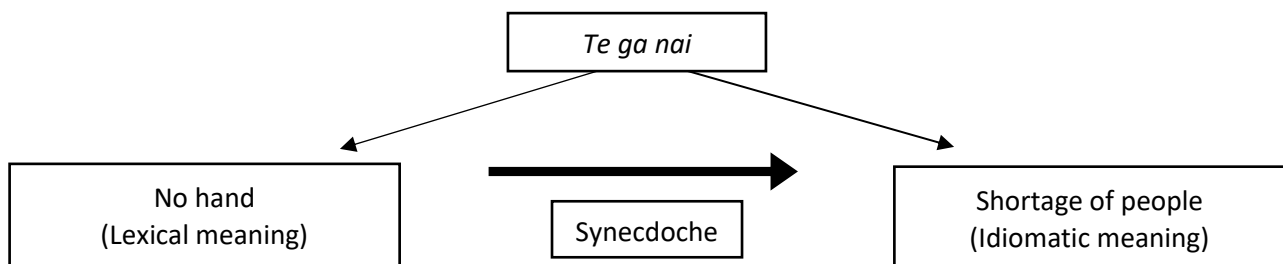 Te ga nai
No hand
(Lexical meaning)
Synecdoche
Shortage of people
(Idiomatic meaning)